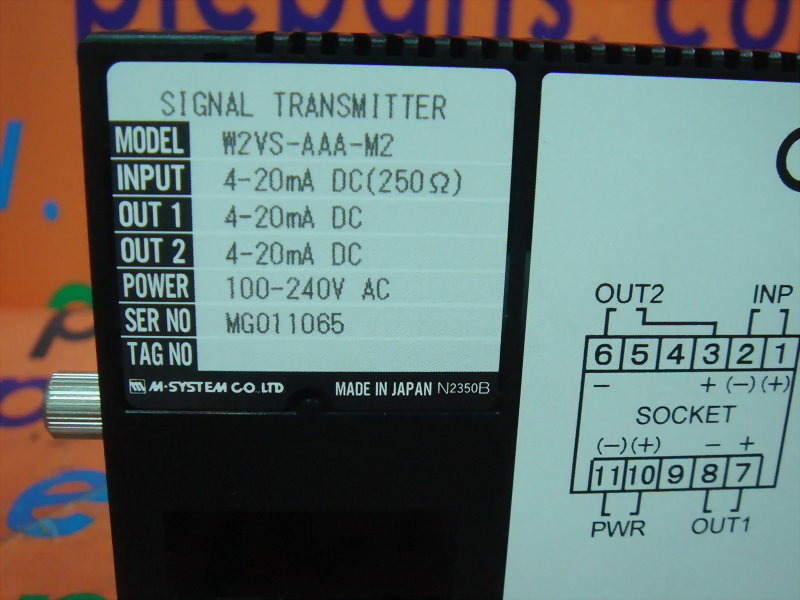 SIGNAL TRANSMITTER
MODEL W2VS-AAA-M2
INPUT 4-20mA DC(250Ω)
OUT 1 4-20mA DC
OUT 2 4-20mA DC
POWER 100-240V AC
SER NO MG011065
TAG NO
M-SYSTEM CO., LTD MADE IN JAPAN N2350B
OUT2 INP
6 5 4 3 2 1
− + (−) (+)
SOCKET
(−) (+) − +
11 10 9 8 7
PWR OUT1